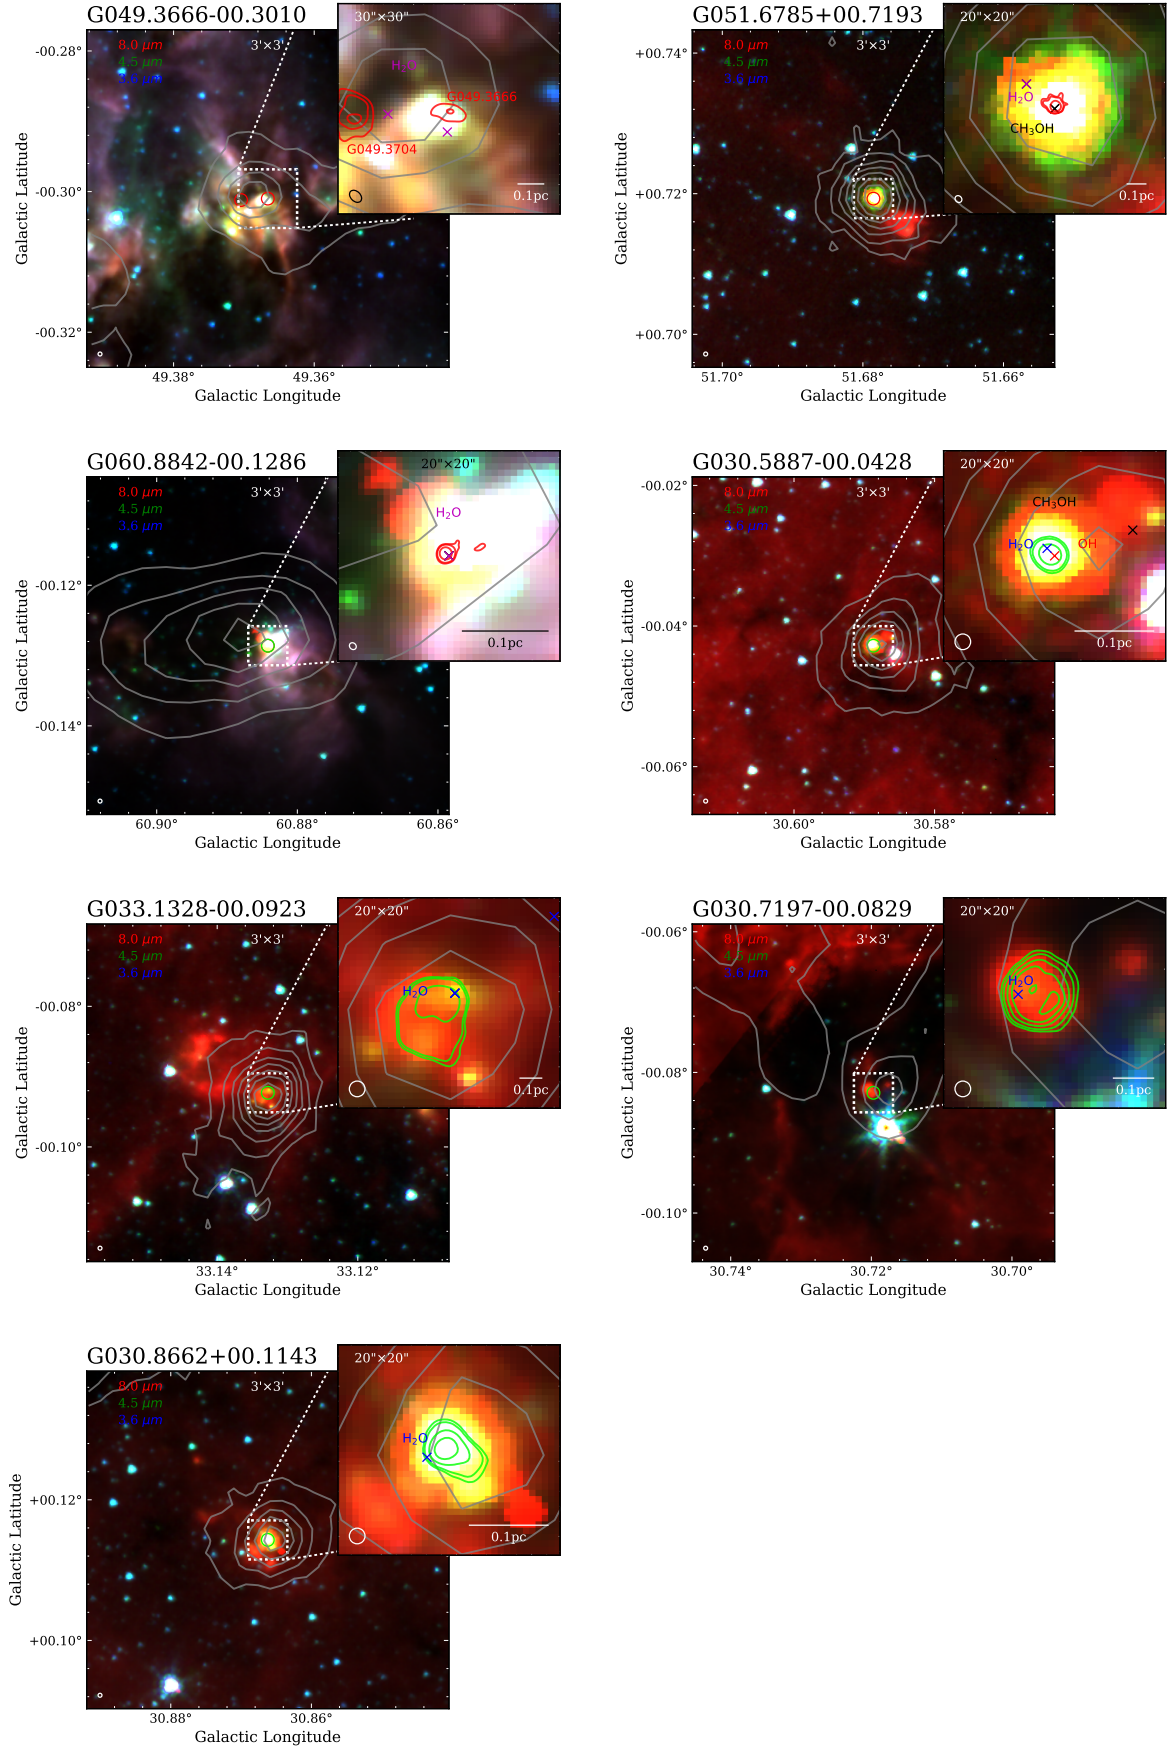 G049.3666-00.3010
8.0 μm
4.5 μm
3.6 μm
3'×3'
30"×30"
H₂O
G049.3666
G049.3704
0.1pc
-00.28°
-00.30°
-00.32°
49.38°
49.36°
Galactic Latitude
Galactic Longitude
G051.6785+00.7193
8.0 μm
4.5 μm
3.6 μm
3'×3'
20"×20"
H₂O
CH₃OH
0.1pc
+00.74°
+00.72°
+00.70°
51.70°
51.68°
51.66°
Galactic Latitude
Galactic Longitude
G060.8842-00.1286
8.0 μm
4.5 μm
3.6 μm
3'×3'
20"×20"
H₂O
0.1pc
-00.12°
-00.14°
60.90°
60.88°
60.86°
Galactic Latitude
Galactic Longitude
G030.5887-00.0428
8.0 μm
4.5 μm
3.6 μm
3'×3'
20"×20"
CH₃OH
H₂O
OH
0.1pc
-00.02°
-00.04°
-00.06°
30.60°
30.58°
Galactic Latitude
Galactic Longitude
G033.1328-00.0923
8.0 μm
4.5 μm
3.6 μm
3'×3'
20"×20"
H₂O
0.1pc
-00.08°
-00.10°
33.14°
33.12°
Galactic Latitude
Galactic Longitude
G030.7197-00.0829
8.0 μm
4.5 μm
3.6 μm
3'×3'
20"×20"
H₂O
0.1pc
-00.06°
-00.08°
-00.10°
30.74°
30.72°
30.70°
Galactic Latitude
Galactic Longitude
G030.8662+00.1143
8.0 μm
4.5 μm
3.6 μm
3'×3'
20"×20"
H₂O
0.1pc
+00.12°
+00.10°
30.88°
30.86°
Galactic Latitude
Galactic Longitude